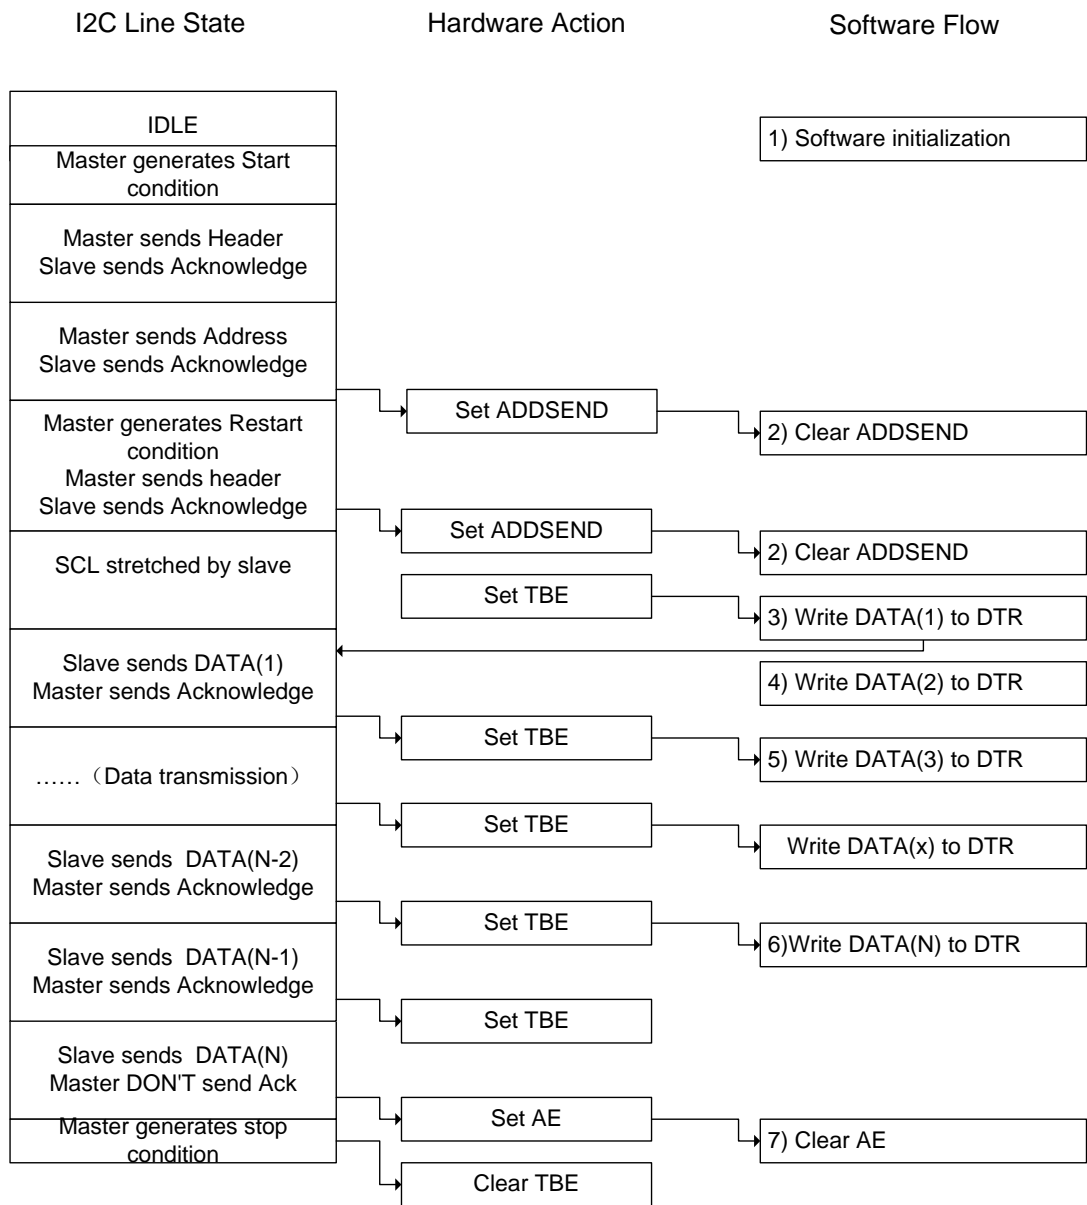 I2C Line State
Hardware Action
Software Flow
IDLE
1) Software initialization
Master generates Start
condition
Master sends Header
Slave sends Acknowledge
Master sends Address
Slave sends Acknowledge
Set ADDSEND
2) Clear ADDSEND
Master generates Restart
condition
Master sends header
Slave sends Acknowledge
Set ADDSEND
2) Clear ADDSEND
SCL stretched by slave
Set TBE
3) Write DATA(1) to DTR
Slave sends DATA(1)
Master sends Acknowledge
4) Write DATA(2) to DTR
Set TBE
5) Write DATA(3) to DTR
……（Data transmission）
Set TBE
Write DATA(x) to DTR
Slave sends DATA(N-2)
Master sends Acknowledge
Set TBE
6)Write DATA(N) to DTR
Slave sends DATA(N-1)
Master sends Acknowledge
Set TBE
Slave sends DATA(N)
Master DON'T send Ack
Set AE
7) Clear AE
Master generates stop
condition
Clear TBE